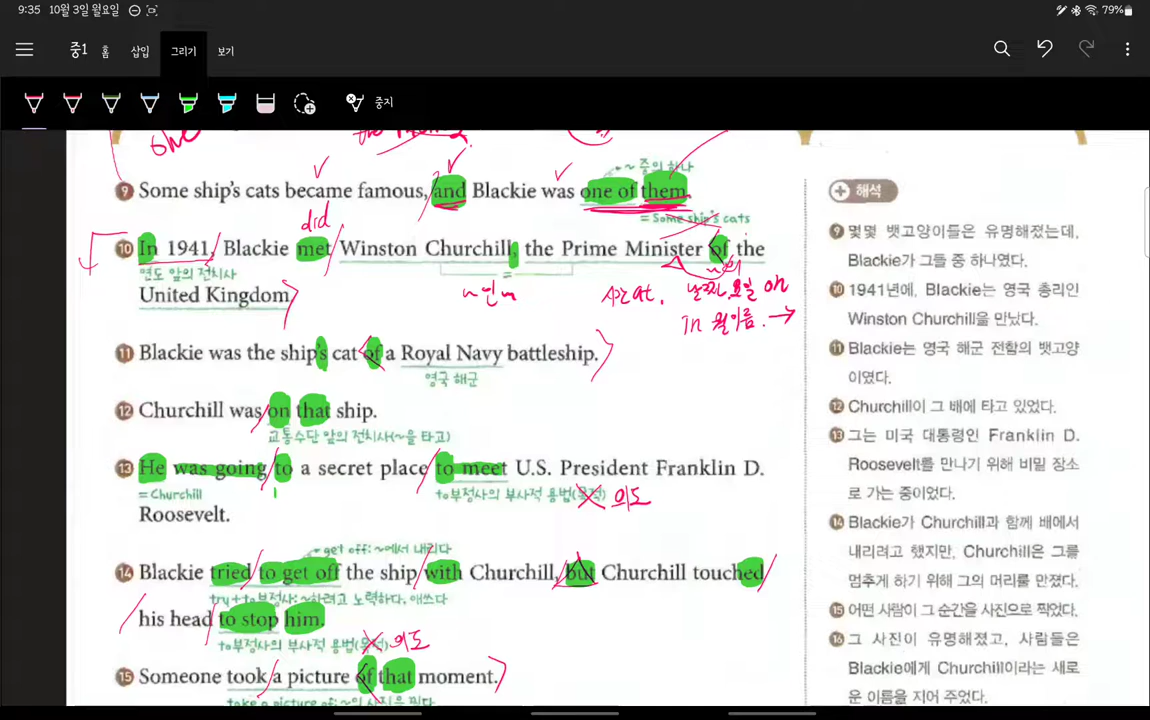 9:35 10월 3일 월요일 79%
중1 홈 삽입 그리기 보기
중지
one
~ 중의 하나
⑨ Some ship's cats became famous, and Blackie was one of them.
= Some ship's cats
did
⑩ In 1941, Blackie met Winston Churchill, the Prime Minister of the
연도 앞의 전치사
=
United Kingdom.
시간 at. 날짜, 요일 on
in 월이름. →
⑪ Blackie was the ship's cat of a Royal Navy battleship.
영국 해군
⑫ Churchill was on that ship.
교통수단 앞의 전치사(~을 타고)
⑬ He was going to a secret place to meet U.S. President Franklin D.
= Churchill
to부정사의 부사적 용법(목적) 의도
Roosevelt.
get off: ~에서 내리다
⑭ Blackie tried to get off the ship with Churchill, but Churchill touched
try+to부정사: ~하려고 노력하다, 애쓰다
his head to stop him.
to부정사의 부사적 용법(목적) 의도
⑮ Someone took a picture of that moment.
take a picture of: ~의 사진을 찍다
해석
⑨ 몇몇 뱃고양이들은 유명해졌는데,
Blackie가 그들 중 하나였다.
⑩ 1941년에, Blackie는 영국 총리인
Winston Churchill을 만났다.
⑪ Blackie는 영국 해군 전함의 뱃고양
이였다.
⑫ Churchill이 그 배에 타고 있었다.
⑬ 그는 미국 대통령인 Franklin D.
Roosevelt를 만나기 위해 비밀 장소
로 가는 중이었다.
⑭ Blackie가 Churchill과 함께 배에서
내리려고 했지만, Churchill은 그를
멈추게 하기 위해 그의 머리를 만졌다.
⑮ 어떤 사람이 그 순간을 사진으로 찍었다.
⑯ 그 사진이 유명해졌고, 사람들은
Blackie에게 Churchill이라는 새로
운 이름을 지어 주었다.